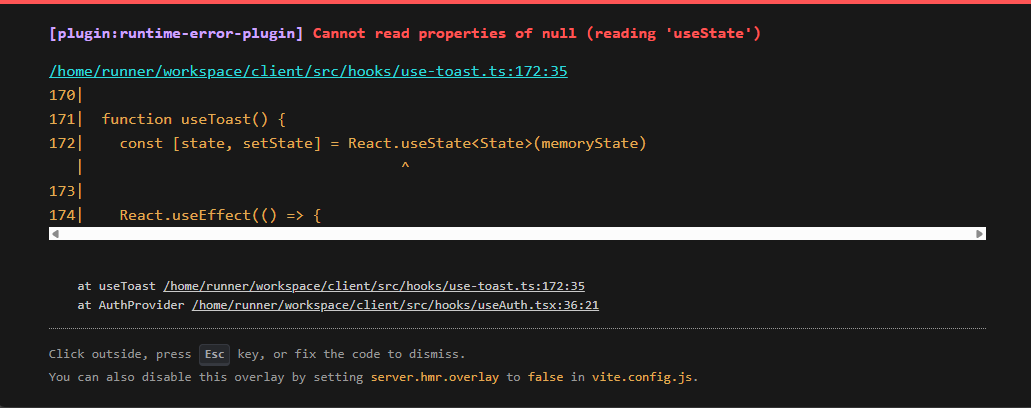 [plugin:runtime-error-plugin] Cannot read properties of null (reading 'useState')
/home/runner/workspace/client/src/hooks/use-toast.ts:172:35
170|
171|  function useToast() {
172|    const [state, setState] = React.useState<State>(memoryState)
   |                                   ^
173|
174|    React.useEffect(() => {
at useToast /home/runner/workspace/client/src/hooks/use-toast.ts:172:35
at AuthProvider /home/runner/workspace/client/src/hooks/useAuth.tsx:36:21
Click outside, press Esc key, or fix the code to dismiss.
You can also disable this overlay by setting server.hmr.overlay to false in vite.config.js.